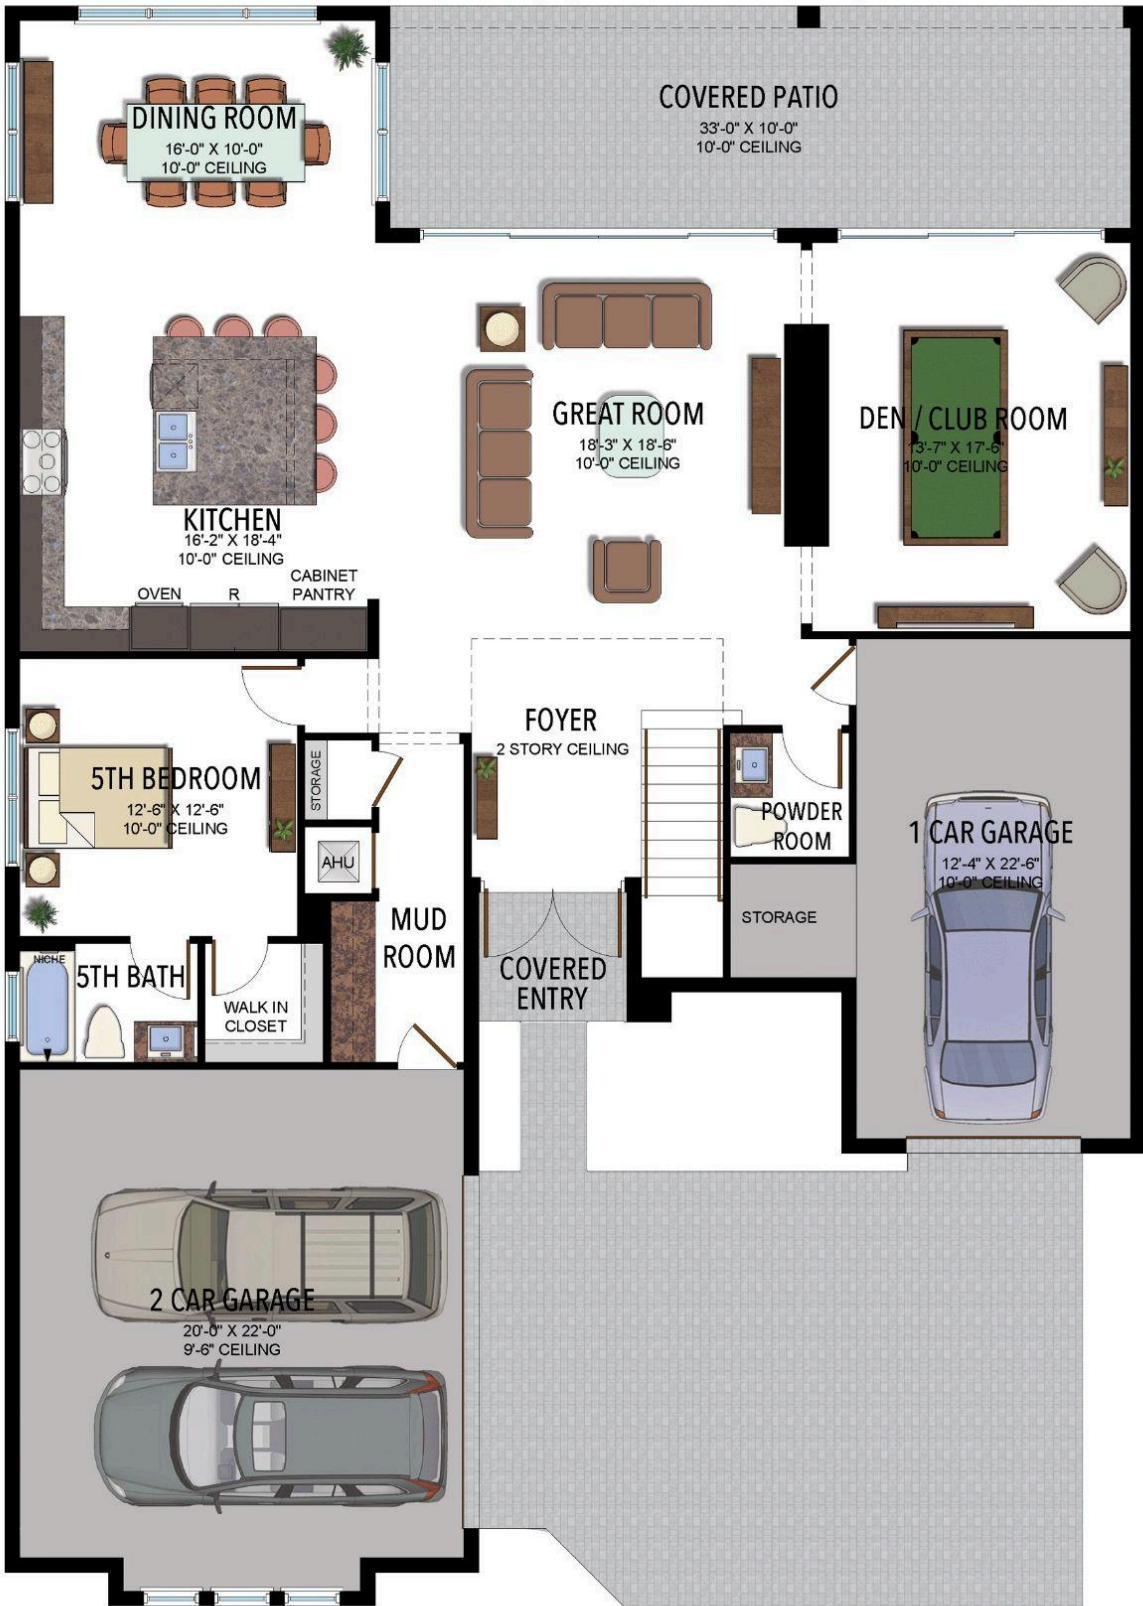 DINING ROOM
16'-0" X 10'-0"
10'-0" CEILING
COVERED PATIO
33'-0" X 10'-0"
10'-0" CEILING
GREAT ROOM
18'-3" X 18'-6"
10'-0" CEILING
DEN / CLUB ROOM
13'-7" X 17'-6"
10'-0" CEILING
KITCHEN
16'-2" X 18'-4"
10'-0" CEILING
OVEN
R
CABINET
PANTRY
FOYER
2 STORY CEILING
5TH BEDROOM
12'-6" X 12'-6"
10'-0" CEILING
STORAGE
AHU
POWDER
ROOM
1 CAR GARAGE
12'-4" X 22'-6"
10'-0" CEILING
STORAGE
MUD
ROOM
NICHE
5TH BATH
WALK IN
CLOSET
COVERED
ENTRY
2 CAR GARAGE
20'-0" X 22'-0"
9'-6" CEILING